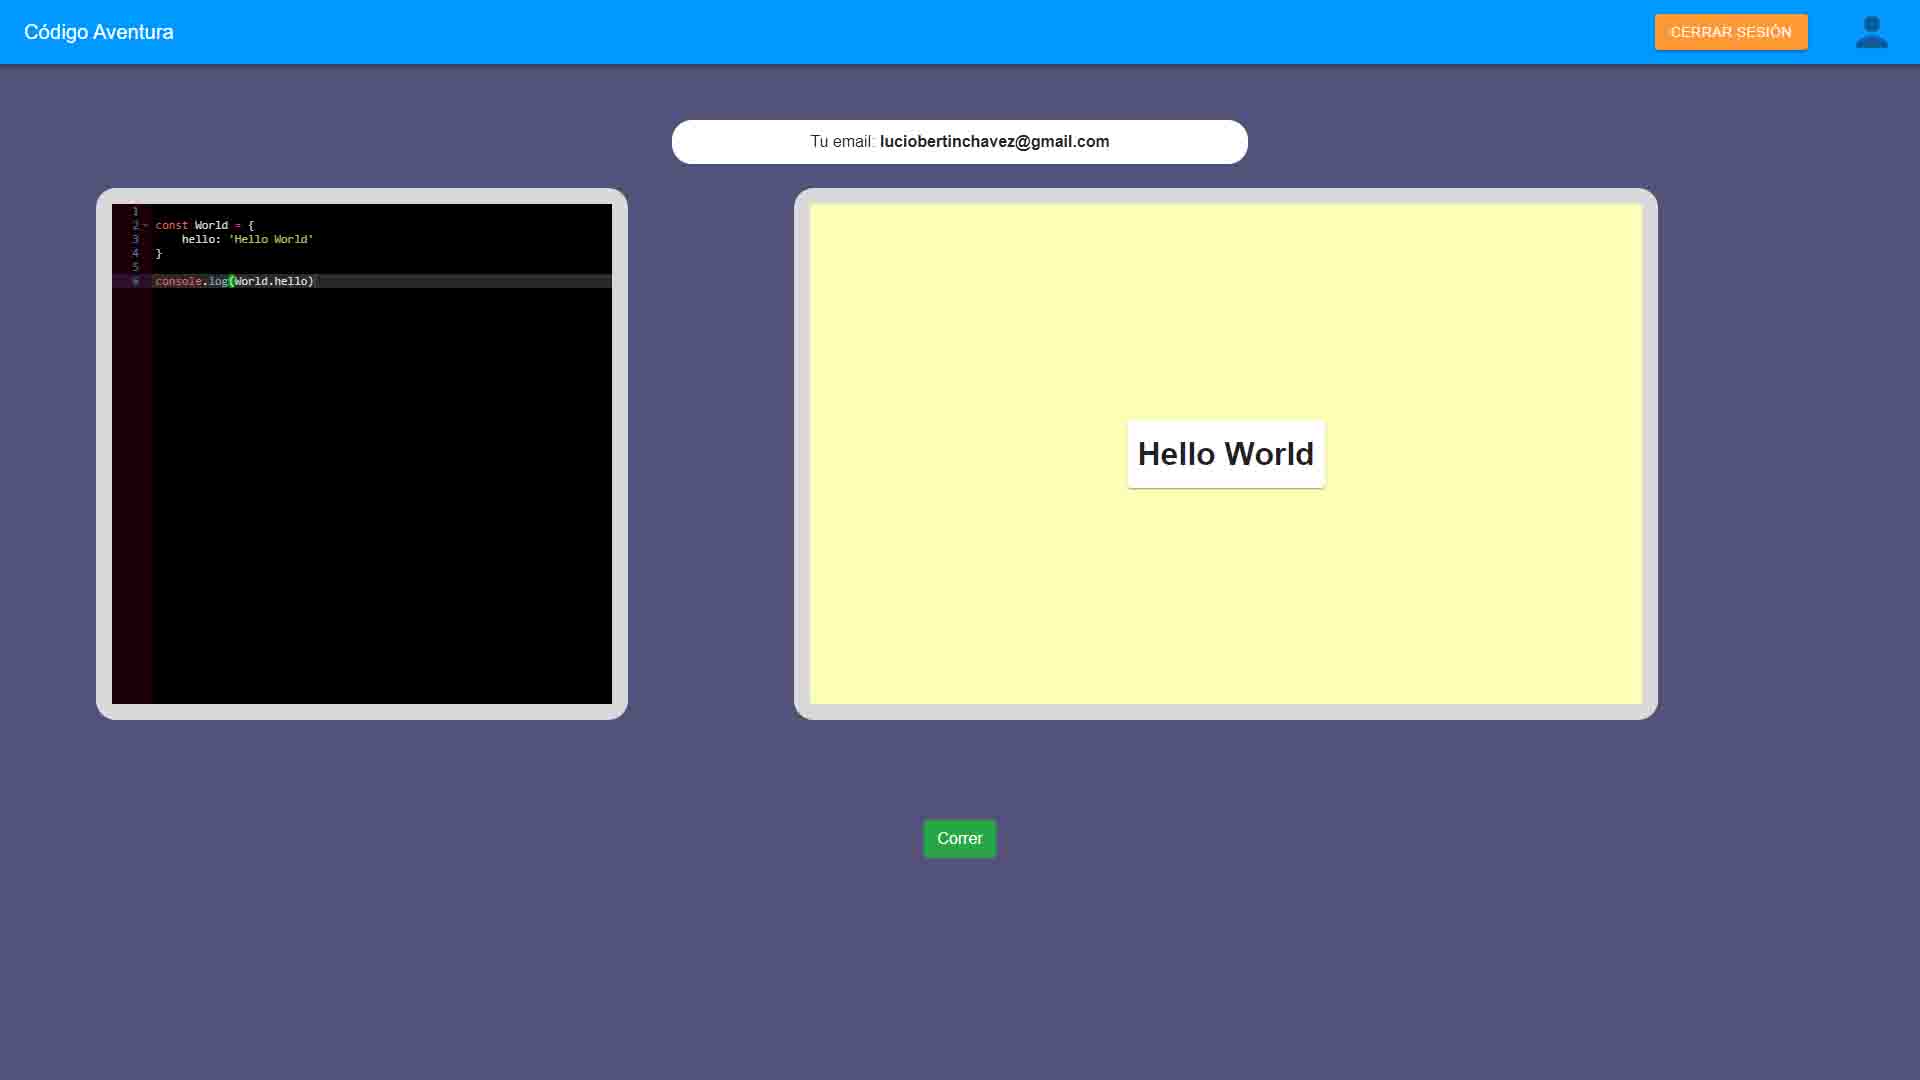 Código Aventura
CERRAR SESIÓN
Tu email: luciobertinchavez@gmail.com
1
2 const World = {
3     hello: 'Hello World'
4 }
5
6 console.log(World.hello)
Hello World
Correr